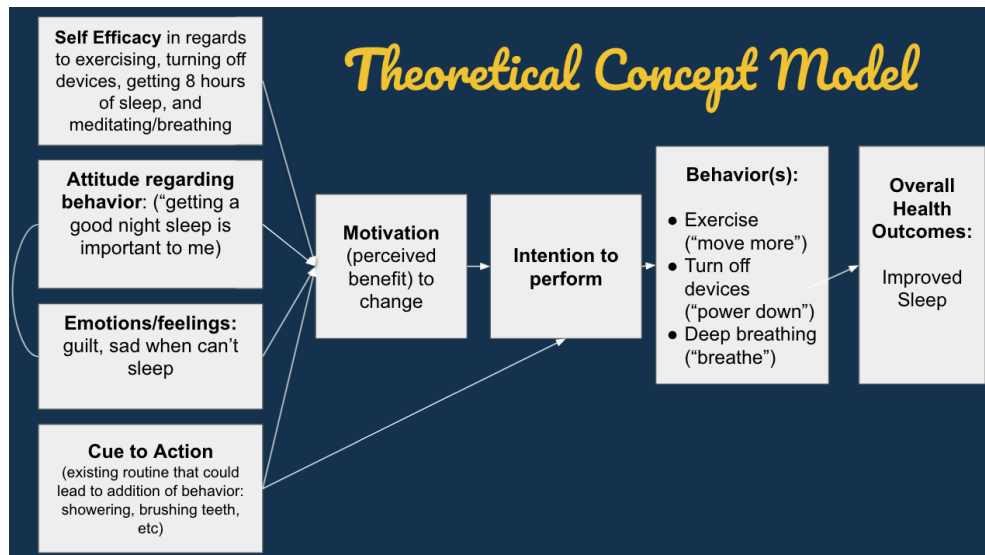 Theoretical Concept Model
Self Efficacy in regards
to exercising, turning off
devices, getting 8 hours
of sleep, and
meditating/breathing
Attitude regarding
behavior: (“getting a
good night sleep is
important to me)
Emotions/feelings:
guilt, sad when can’t
sleep
Cue to Action
(existing routine that could
lead to addition of behavior:
showering, brushing teeth,
etc)
Motivation
(perceived
benefit) to
change
Intention to
perform
Behavior(s):
● Exercise
(“move more”)
● Turn off
devices
(“power down”)
● Deep breathing
(“breathe”)
Overall
Health
Outcomes:
Improved
Sleep